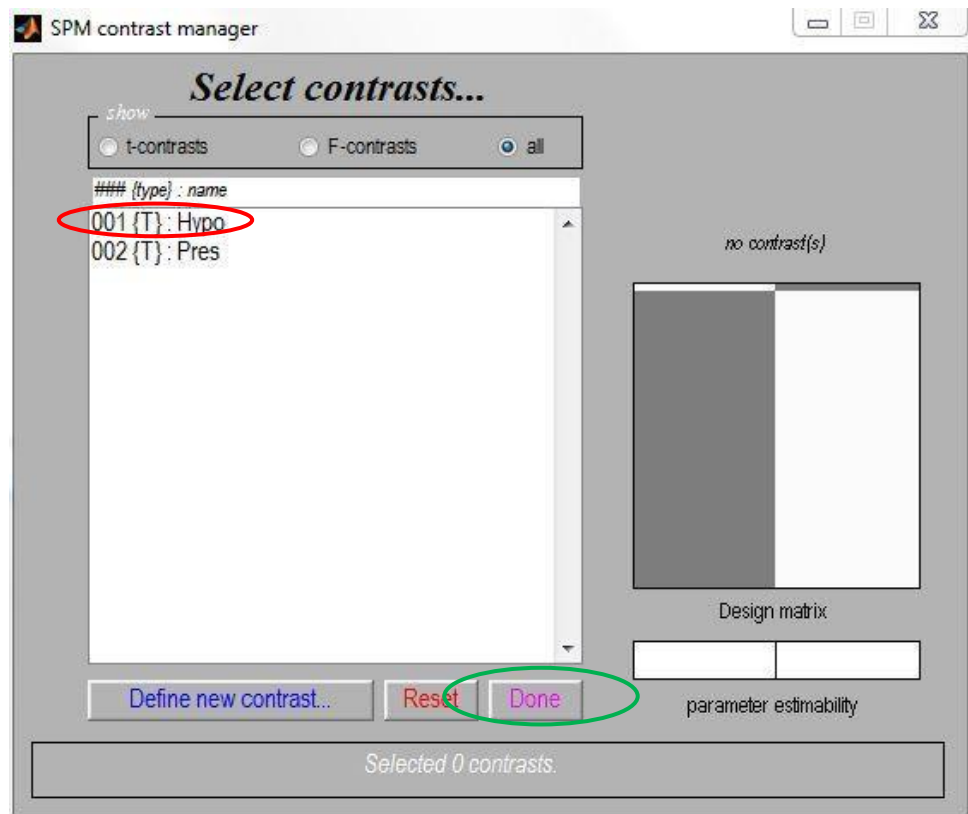 SPM contrast manager
Select contrasts...
show
t-contrasts F-contrasts all
### {type} : name
001 {T} : Hypo
002 {T} : Pres
no contrast(s)
Design matrix
parameter estimability
Define new contrast... Reset Done
Selected 0 contrasts.